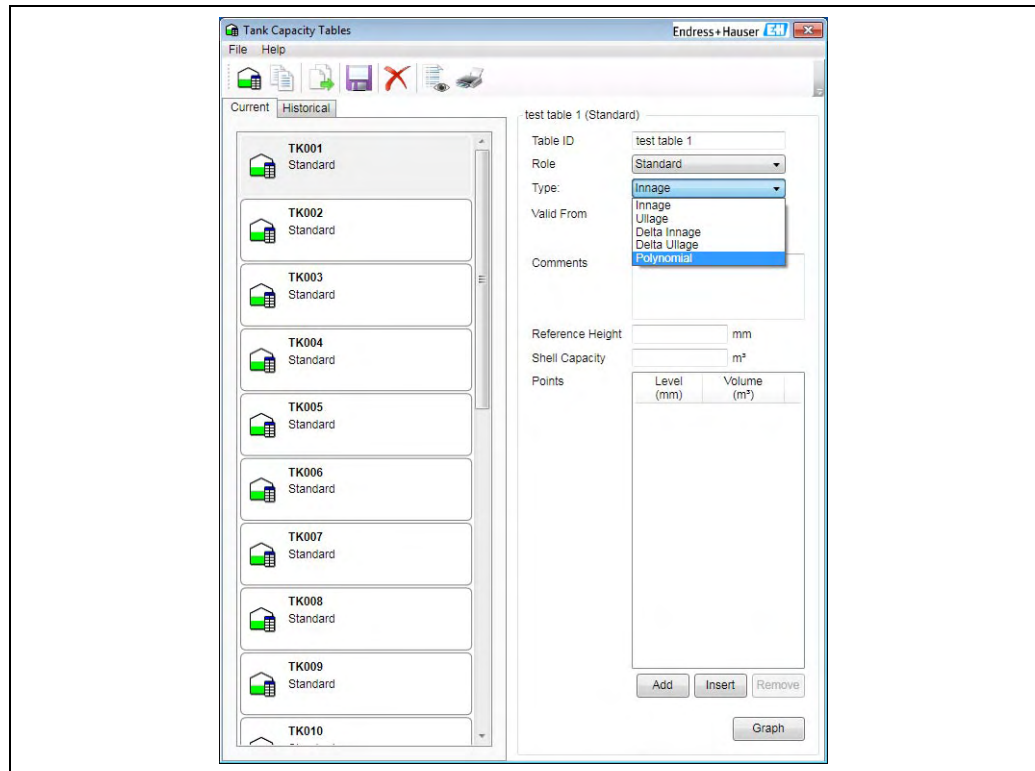 Tank Capacity Tables
Endress+Hauser EH
File Help
Current Historical
TK001
Standard
TK002
Standard
TK003
Standard
TK004
Standard
TK005
Standard
TK006
Standard
TK007
Standard
TK008
Standard
TK009
Standard
TK010
test table 1 (Standard)
Table ID test table 1
Role Standard
Type: Innage
Innage
Ullage
Delta Innage
Delta Ullage
Polynomial
Valid From
Comments
Reference Height mm
Shell Capacity m³
Points Level (mm) Volume (m³)
Add Insert Remove
Graph